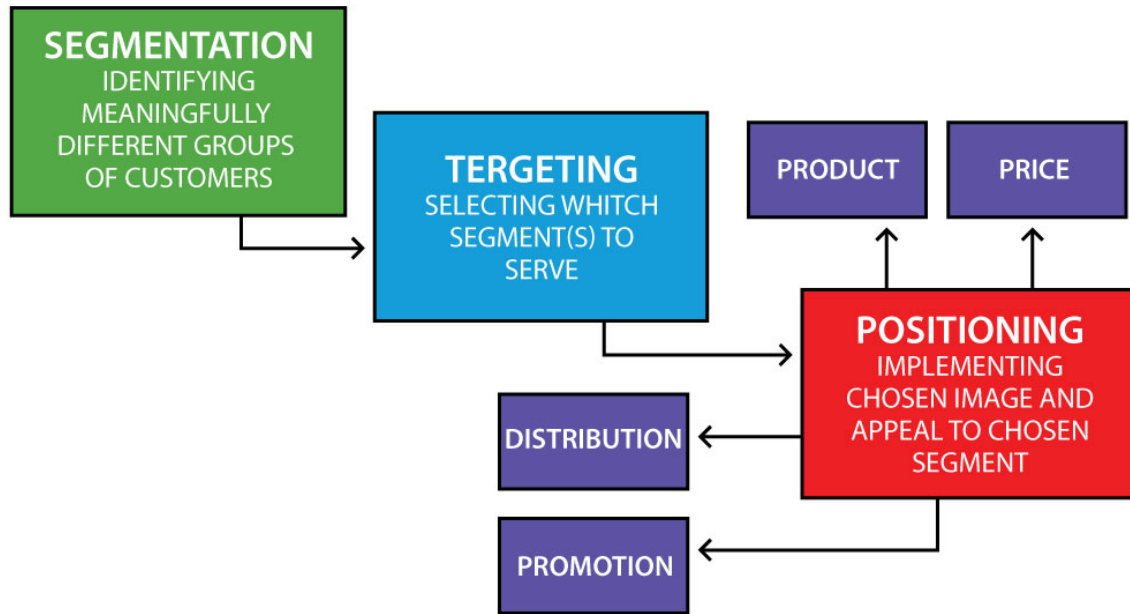 SEGMENTATION
IDENTIFYING
MEANINGFULLY
DIFFERENT GROUPS
OF CUSTOMERS
TERGETING
SELECTING WHITCH
SEGMENT(S) TO
SERVE
PRODUCT
PRICE
POSITIONING
IMPLEMENTING
CHOSEN IMAGE AND
APPEAL TO CHOSEN
SEGMENT
DISTRIBUTION
PROMOTION